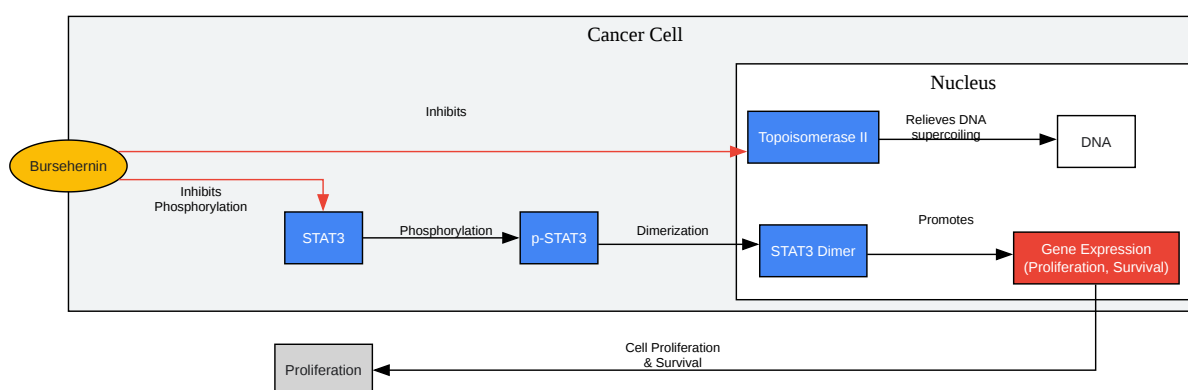 Cancer Cell
Nucleus
Inhibits
Topoisomerase II
Relieves DNA
supercoiling
DNA
Bursehernin
Inhibits
Phosphorylation
STAT3
Phosphorylation
p-STAT3
Dimerization
STAT3 Dimer
Promotes
Gene Expression
(Proliferation, Survival)
Cell Proliferation
& Survival
Proliferation